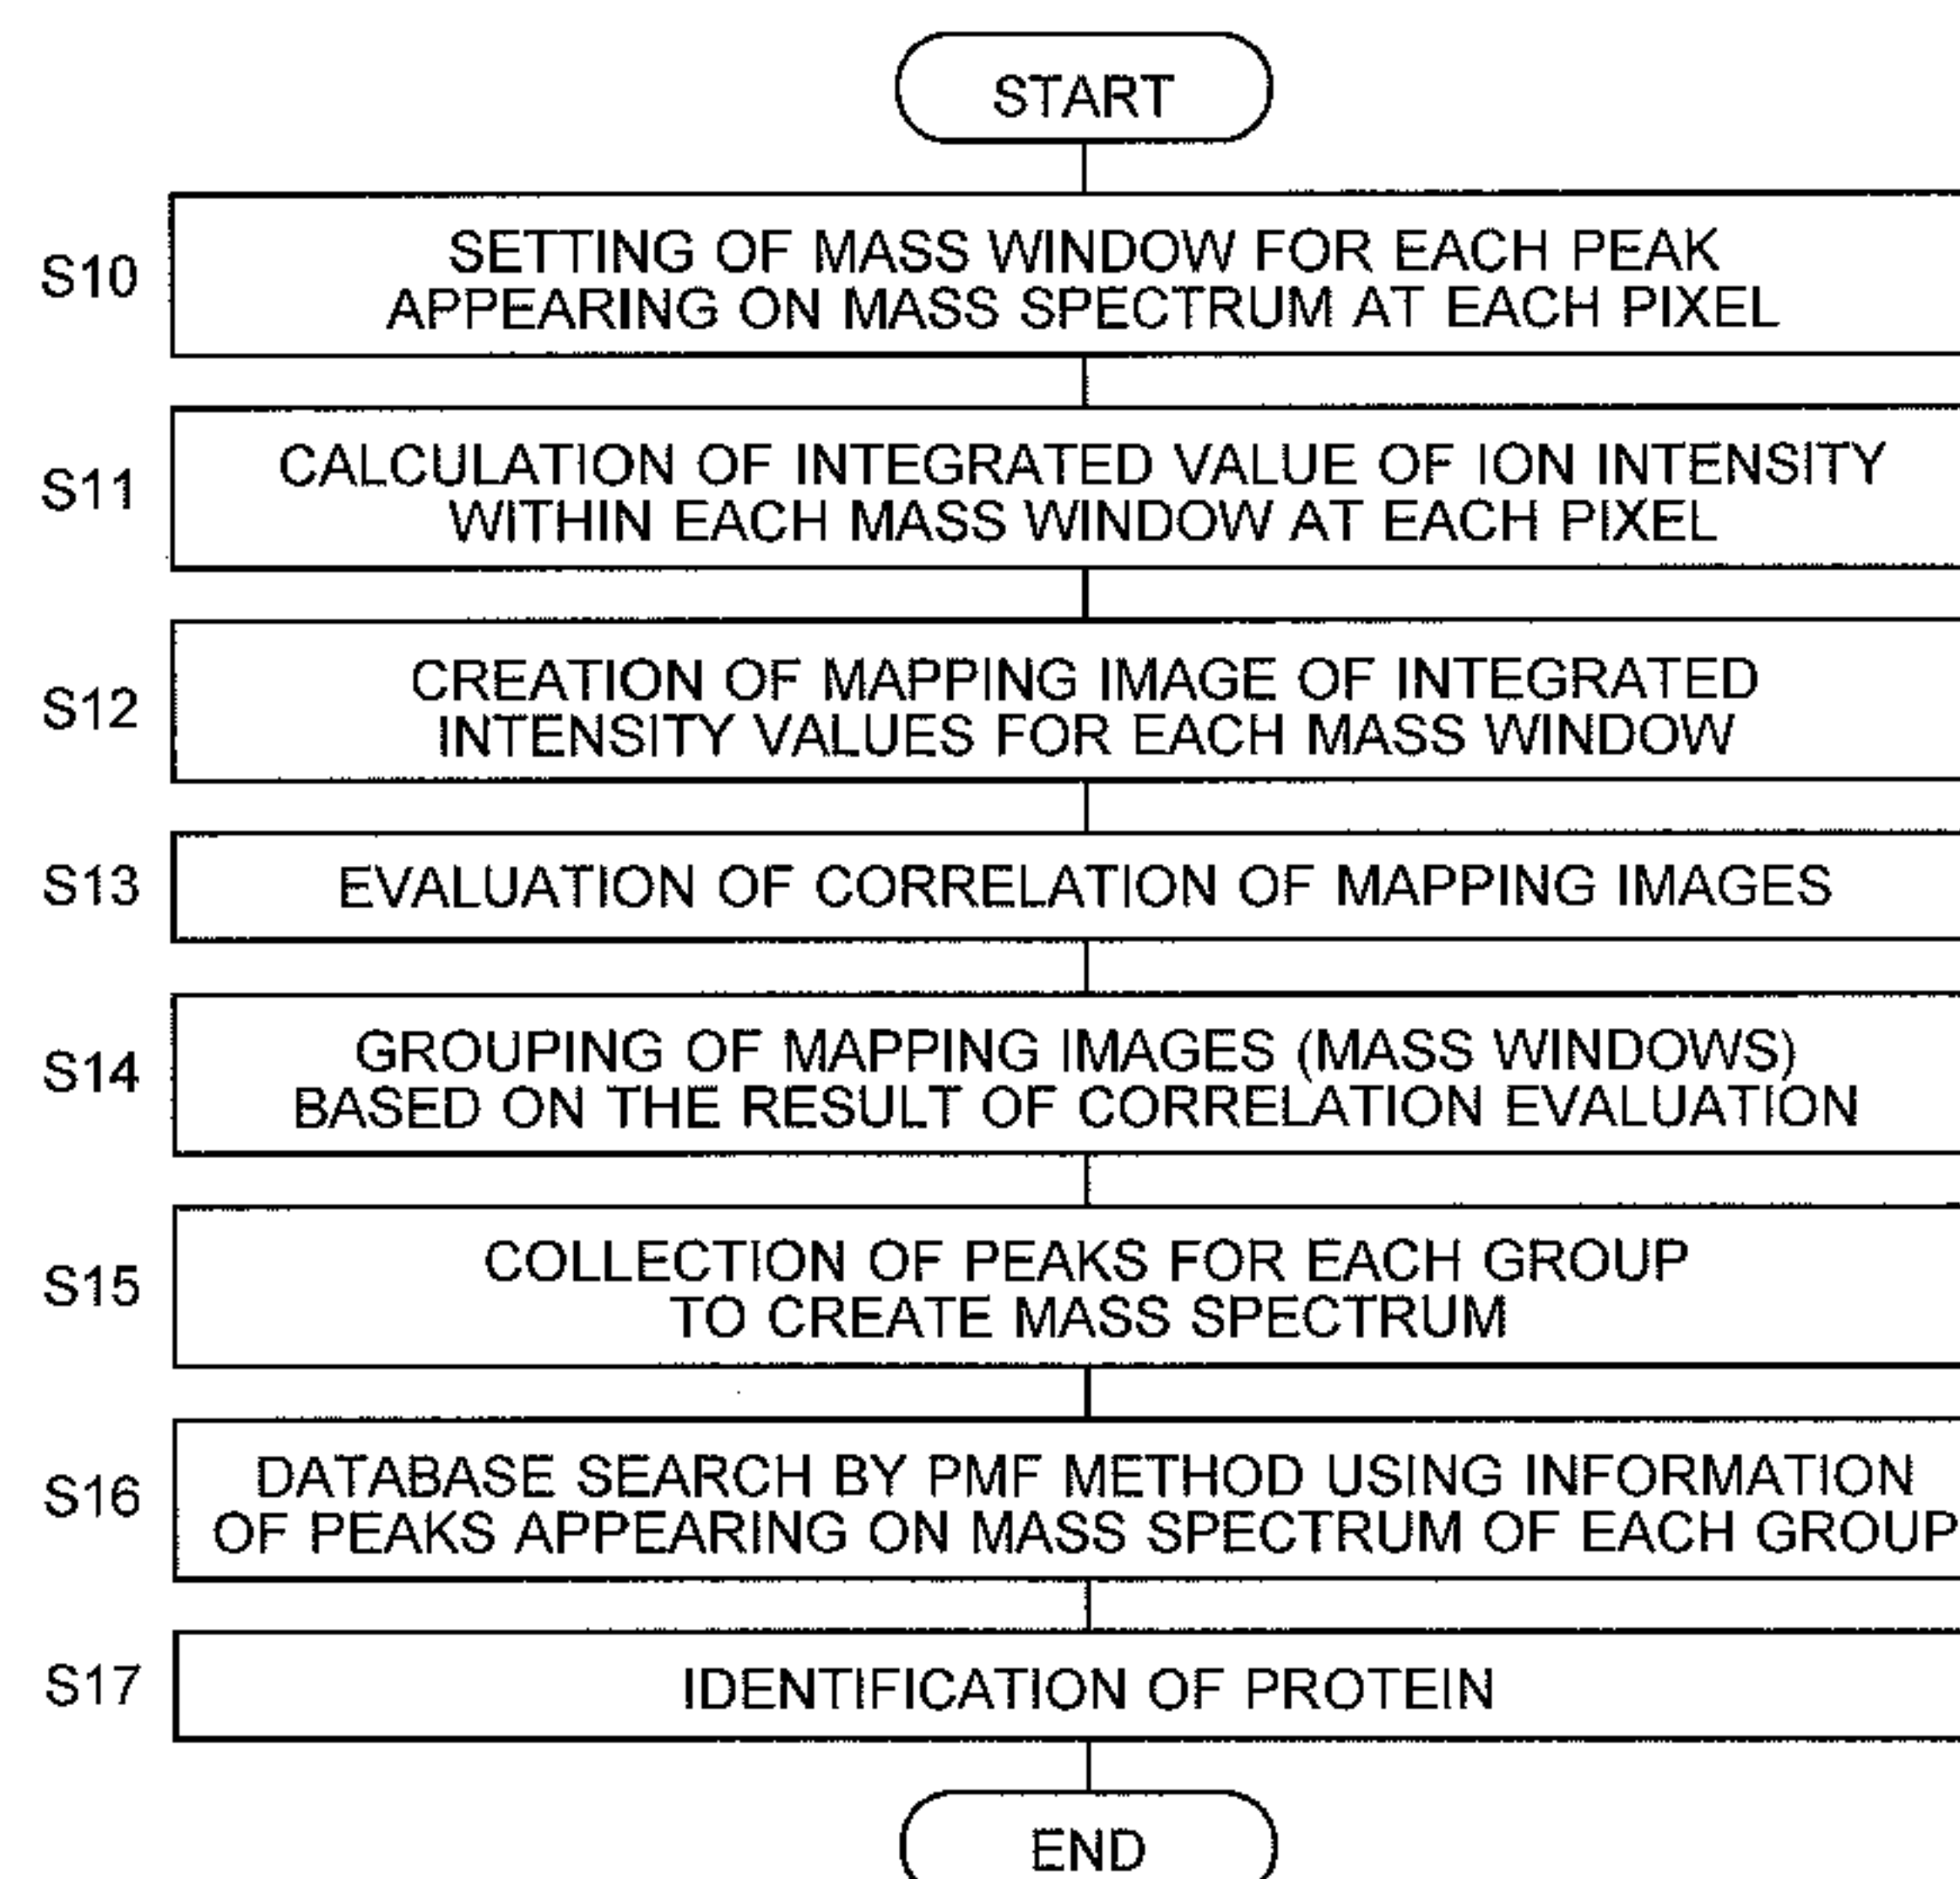 START
S10
SETTING OF MASS WINDOW FOR EACH PEAK
APPEARING ON MASS SPECTRUM AT EACH PIXEL
S11
CALCULATION OF INTEGRATED VALUE OF ION INTENSITY
WITHIN EACH MASS WINDOW AT EACH PIXEL
S12
CREATION OF MAPPING IMAGE OF INTEGRATED
INTENSITY VALUES FOR EACH MASS WINDOW
S13
EVALUATION OF CORRELATION OF MAPPING IMAGES
S14
GROUPING OF MAPPING IMAGES (MASS WINDOWS)
BASED ON THE RESULT OF CORRELATION EVALUATION
S15
COLLECTION OF PEAKS FOR EACH GROUP
TO CREATE MASS SPECTRUM
S16
DATABASE SEARCH BY PMF METHOD USING INFORMATION
OF PEAKS APPEARING ON MASS SPECTRUM OF EACH GROUP
S17
IDENTIFICATION OF PROTEIN
END